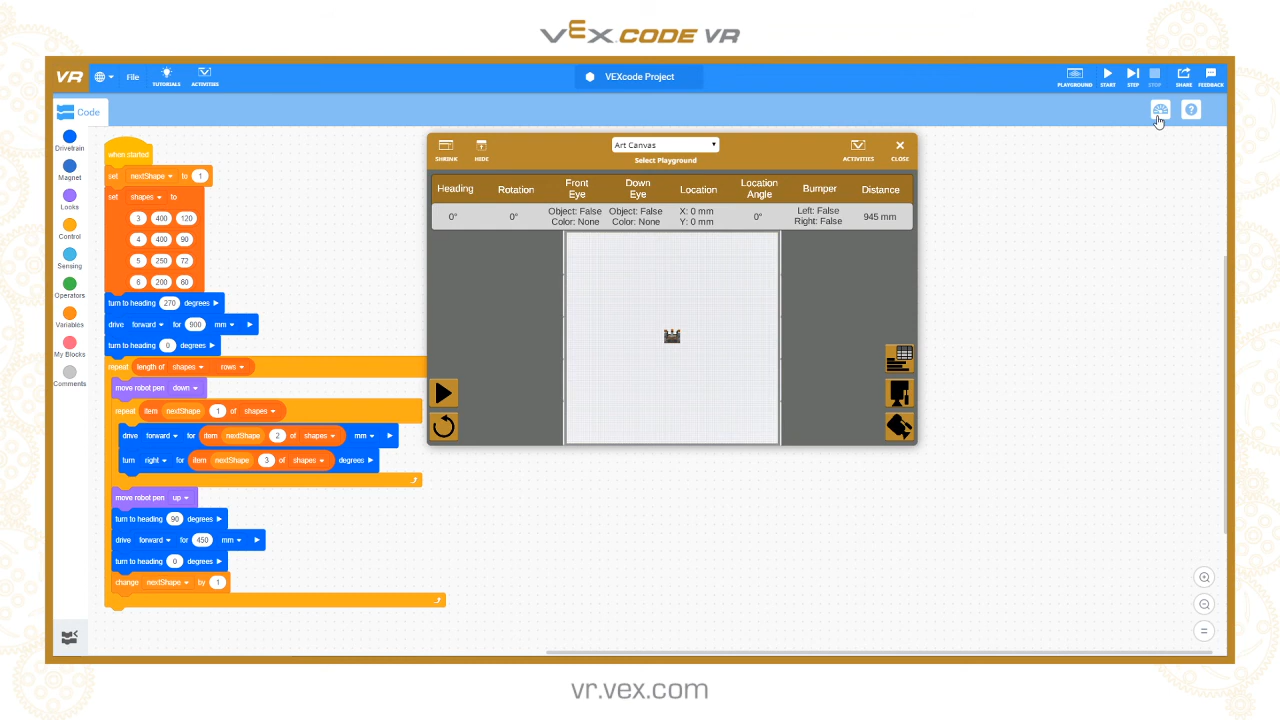 VEX CODE VR
VR
File
TUTORIALS
ACTIVITIES
VEXcode Project
PLAYGROUND
START
STEP
STOP
SHARE
FEEDBACK
Code
?
Drivetrain
Magnet
Looks
Control
Sensing
Operators
Variables
My Blocks
Comments
when started
set nextShape to 1
set shapes to
3 400 120
4 400 90
5 250 72
6 200 60
turn to heading 270 degrees
drive forward for 900 mm
turn to heading 0 degrees
repeat length of shapes rows
move robot pen down
repeat item nextShape 1 of shapes
drive forward for item nextShape 2 of shapes mm
turn right for item nextShape 3 of shapes degrees
move robot pen up
turn to heading 90 degrees
drive forward for 450 mm
turn to heading 0 degrees
change nextShape by 1
SHRINK
HIDE
Art Canvas
Select Playground
ACTIVITIES
CLOSE
Heading Rotation Front Eye Down Eye Location Location Angle Bumper Distance
0° 0° Object: False Object: False X: 0 mm 0° Left: False 945 mm
Color: None Color: None Y: 0 mm Right: False
vr.vex.com